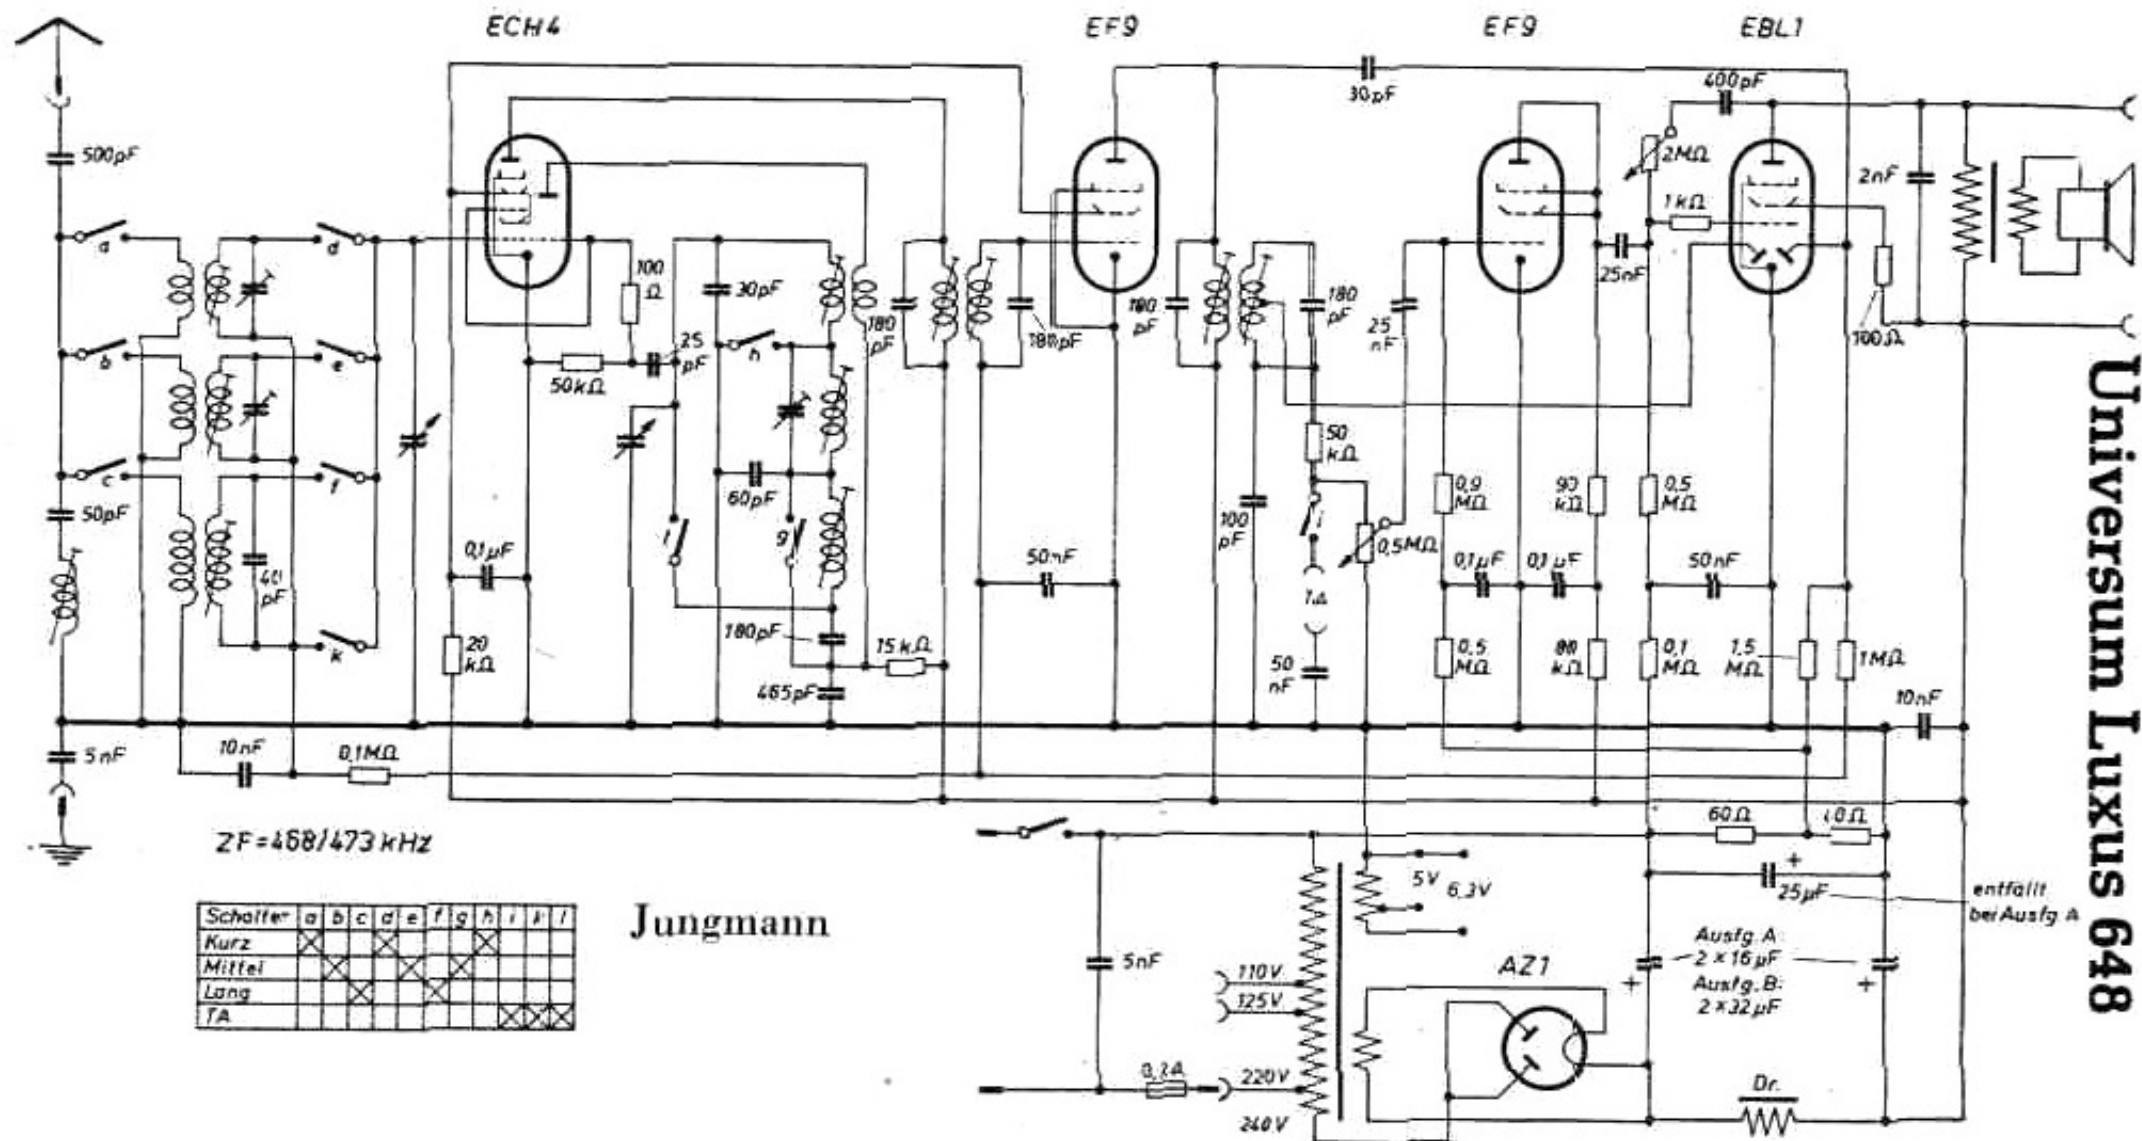 ECH4
EF9
EF9
EBL1
500pF
a
b
c
50pF
5nF
d
e
f
k
40
pF
10nF
0,1MΩ
100
Ω
50kΩ
25
pF
0,1µF
20
kΩ
30pF
h
60pF
g
l
180pF
465pF
15kΩ
180
pF
180pF
50nF
180
pF
180
pF
100
pF
30pF
50
kΩ
i
TA
50
nF
0,5MΩ
25
nF
0,9
MΩ
0,1µF
0,1µF
0,5
MΩ
90
kΩ
kΩ
25nF
2MΩ
400pF
1kΩ
0,5
MΩ
50nF
0,1
MΩ
1,5
MΩ
1MΩ
2nF
100Ω
10nF
60Ω
25µF
entfällt
bei Ausfg. A
Ausfg. A:
2×16µF
Ausfg. B:
2×32µF
+
+
+
5V
6,3V
AZ1
Dr.
110V
125V
220V
240V
5nF
0,2A
ZF=468/473kHz
Schalter a b c d e f g h i k l
Kurz
Mittel
Lang
TA
Jungmann
Universum Luxus 648